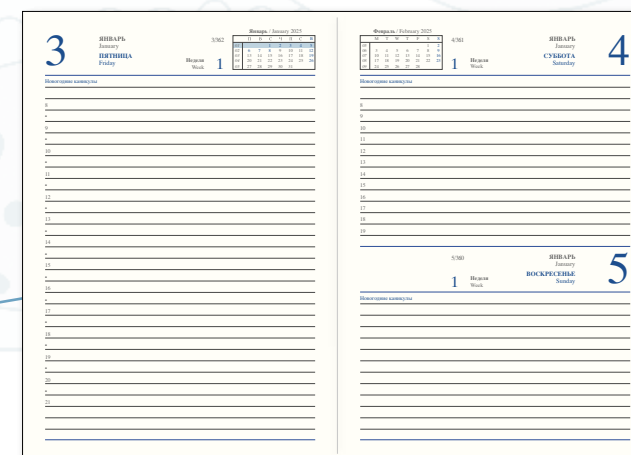 3
ЯНВАРЬ
January
ПЯТНИЦА
Friday
3/362
Неделя
Week
1
Январь / January 2025
Новогодние каникулы
8
9
10
11
12
13
14
15
16
17
18
19
20
21
Февраль / February 2025
4/361
1
Неделя
Week
ЯНВАРЬ
January
СУББОТА
Saturday
4
Новогодние каникулы
8
9
10
11
12
13
14
15
16
17
18
19
5/360
1
Неделя
Week
ЯНВАРЬ
January
ВОСКРЕСЕНЬЕ
Sunday
5
Новогодние каникулы